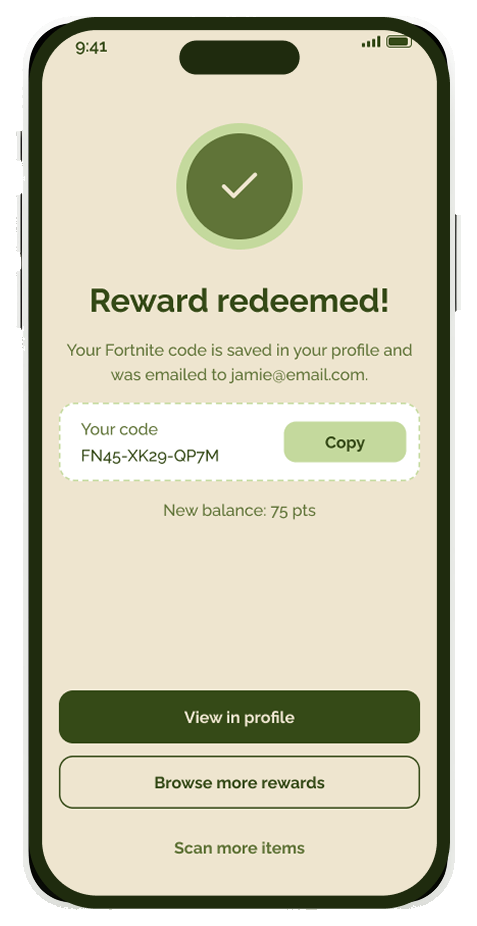 9:41
Reward redeemed!
Your Fortnite code is saved in your profile and
was emailed to jamie@email.com.
Your code
FN45-XK29-QP7M
Copy
New balance: 75 pts
View in profile
Browse more rewards
Scan more items